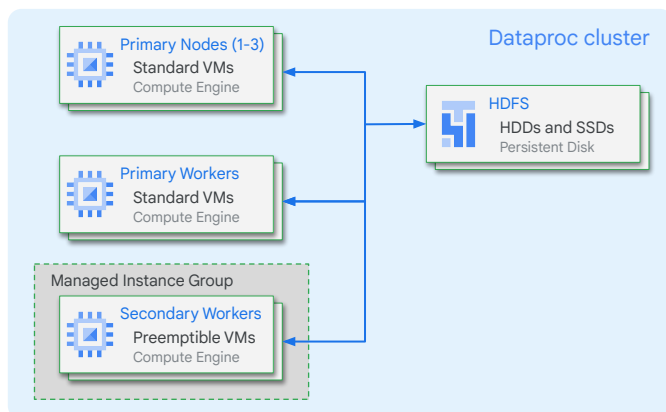 Dataproc cluster
Primary Nodes (1-3)
Standard VMs
Compute Engine
HDFS
HDDs and SSDs
Persistent Disk
Primary Workers
Standard VMs
Compute Engine
Managed Instance Group
Secondary Workers
Preemptible VMs
Compute Engine